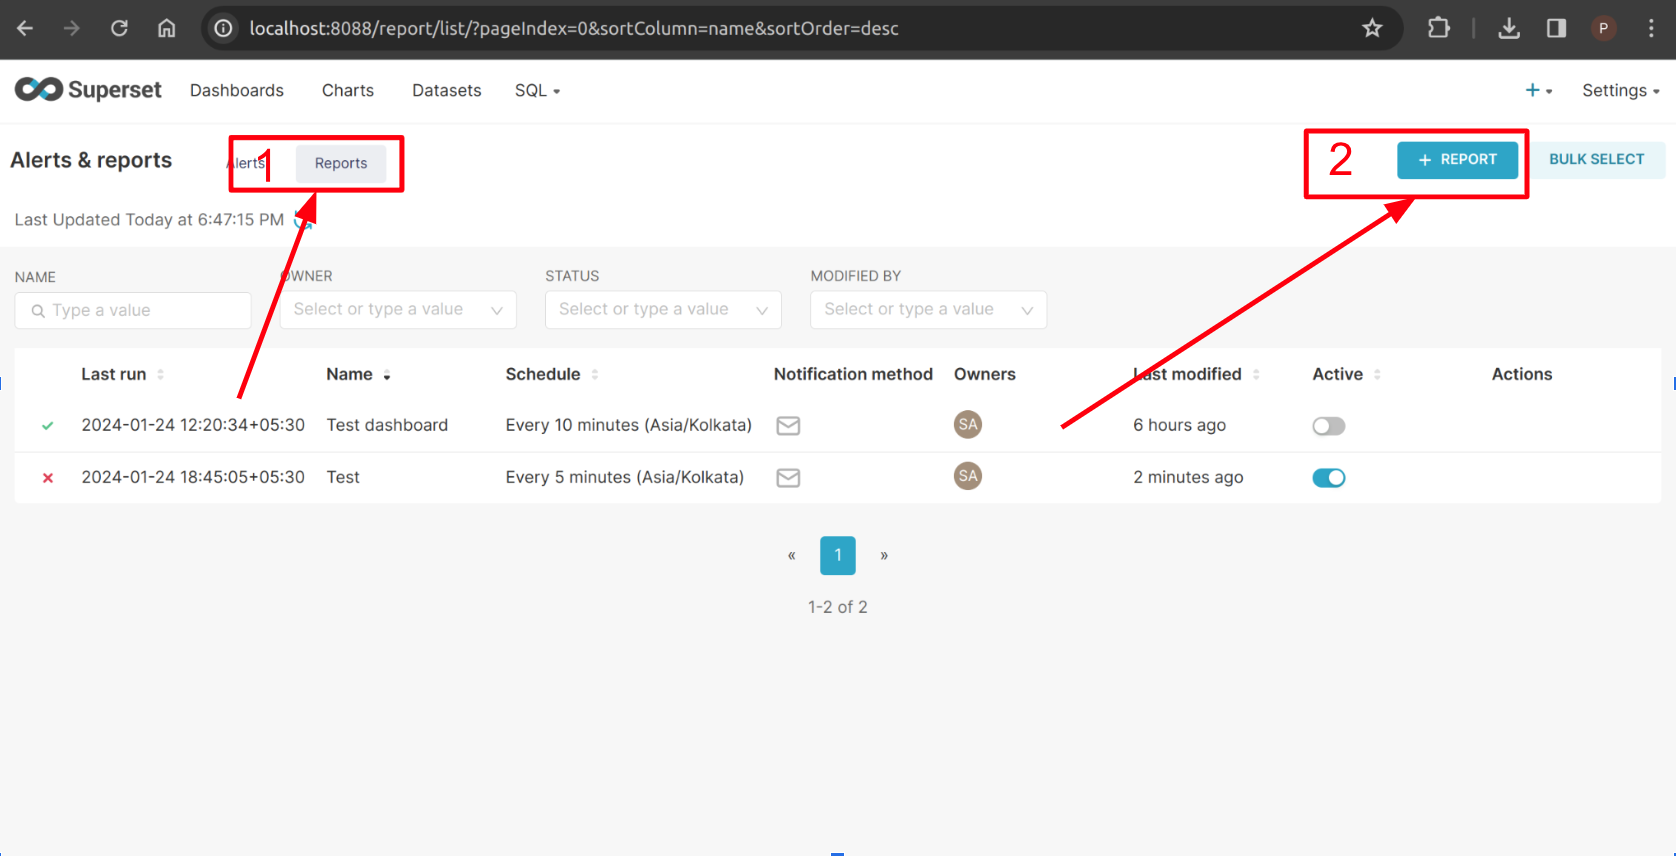 localhost:8088/report/list/?pageIndex=0&sortColumn=name&sortOrder=desc
P
Superset Dashboards Charts Datasets SQL + Settings
Alerts & reports Alerts 1 Reports 2 + REPORT BULK SELECT
Last Updated Today at 6:47:15 PM
NAME OWNER STATUS MODIFIED BY
Type a value Select or type a value Select or type a value Select or type a value
Last run Name Schedule Notification method Owners Last modified Active Actions
2024-01-24 12:20:34+05:30 Test dashboard Every 10 minutes (Asia/Kolkata) SA 6 hours ago
2024-01-24 18:45:05+05:30 Test Every 5 minutes (Asia/Kolkata) SA 2 minutes ago
« 1 »
1-2 of 2